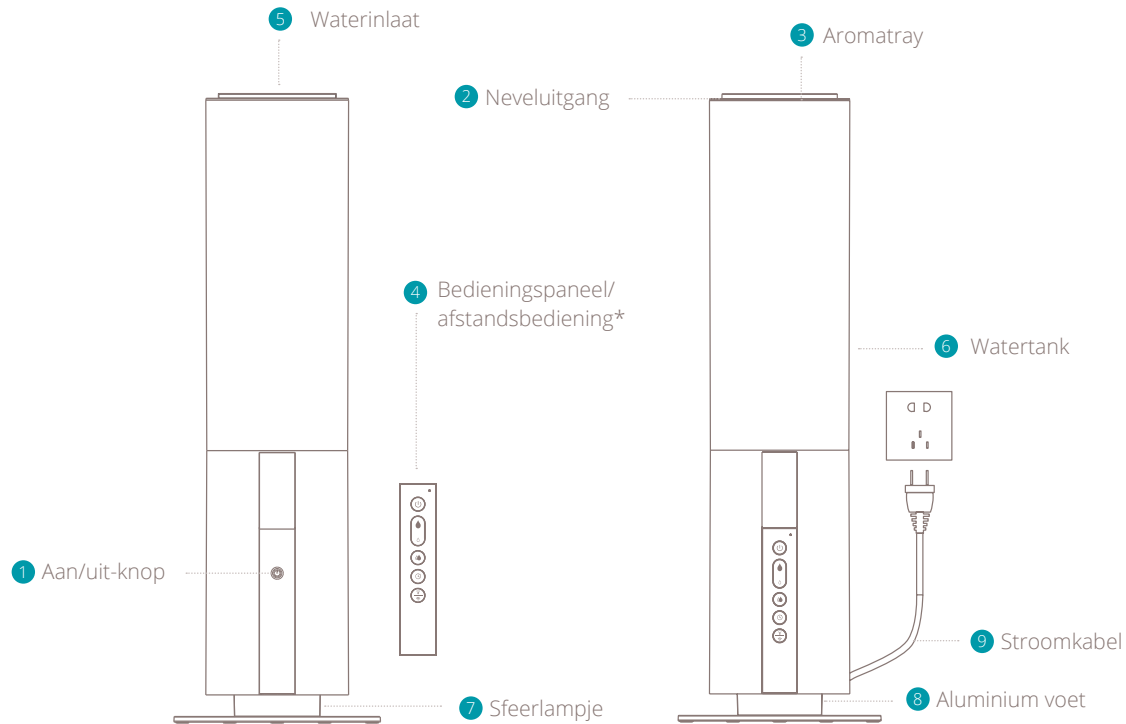 5 Waterinlaat
3 Aromatray
2 Neveluitgang
4 Bedieningspaneel/
afstandsbediening*
6 Watertank
1 Aan/uit-knop
9 Stroomkabel
7 Sfeerlampje
8 Aluminium voet